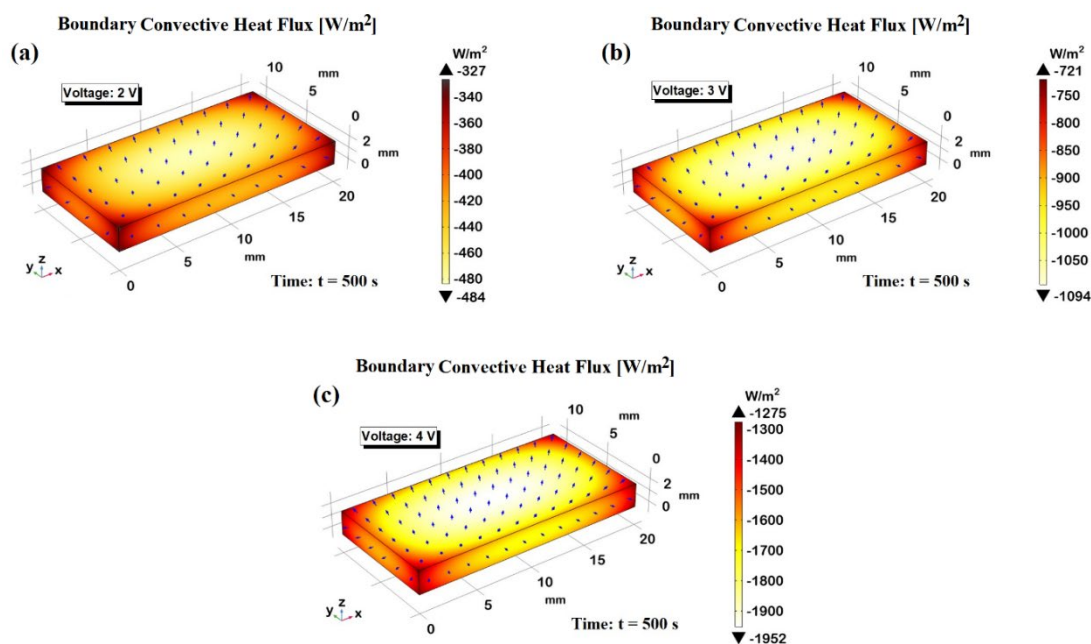 Boundary Convective Heat Flux [W/m²]
(a)
Voltage: 2 V
W/m²
-327
-340
-360
-380
-400
-420
-440
-460
-480
-484
10
mm
5
0
2
mm
0
20
15
10
mm
5
0
y z x
Time: t = 500 s
Boundary Convective Heat Flux [W/m²]
(b)
Voltage: 3 V
W/m²
-721
-750
-800
-850
-900
-950
-1000
-1050
-1094
10
mm
5
0
2
mm
0
20
15
10
mm
5
0
y z x
Time: t = 500 s
Boundary Convective Heat Flux [W/m²]
(c)
Voltage: 4 V
W/m²
-1275
-1300
-1400
-1500
-1600
-1700
-1800
-1900
-1952
10
mm
5
0
2
mm
0
20
15
10
mm
5
0
y z x
Time: t = 500 s